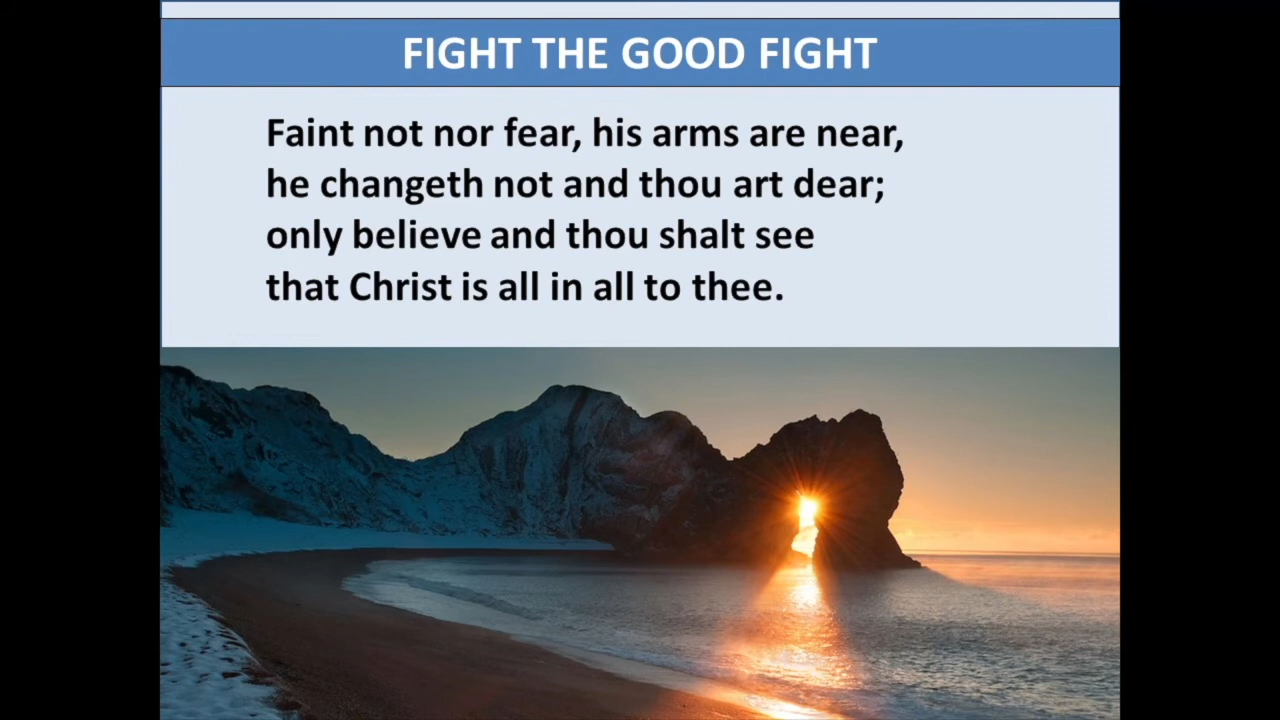 FIGHT THE GOOD FIGHT
Faint not nor fear, his arms are near,
he changeth not and thou art dear;
only believe and thou shalt see
that Christ is all in all to thee.